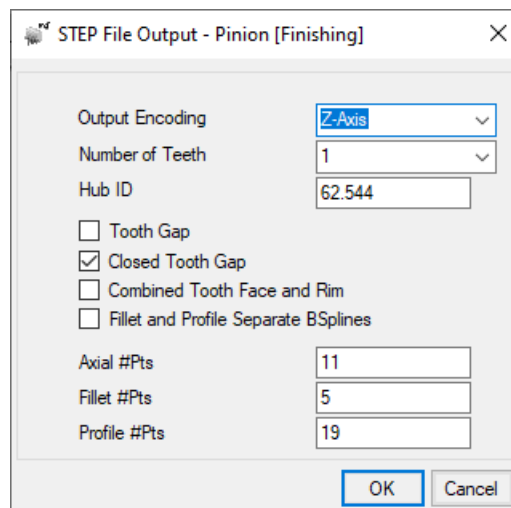 STEP File Output - Pinion [Finishing]
Output Encoding Z-Axis
Number of Teeth 1
Hub ID 62.544
Tooth Gap
Closed Tooth Gap
Combined Tooth Face and Rim
Fillet and Profile Separate BSplines
Axial #Pts 11
Fillet #Pts 5
Profile #Pts 19
OK Cancel